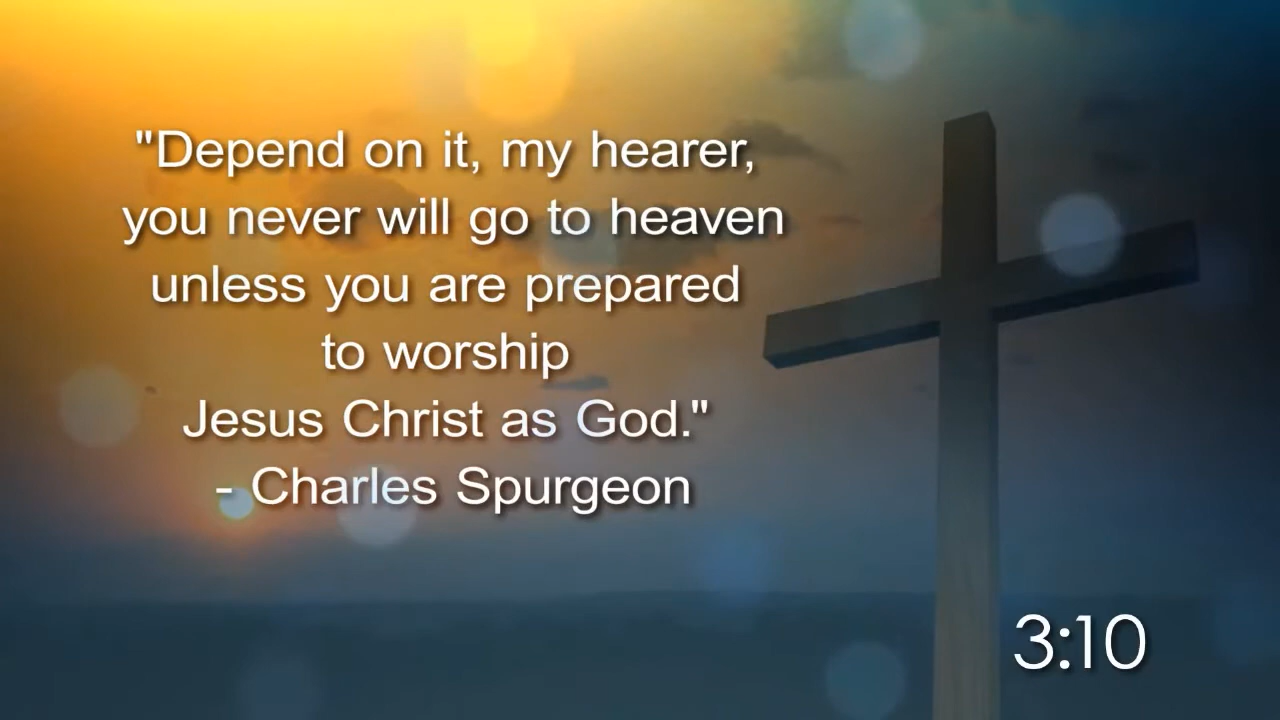 "Depend on it, my hearer,
you never will go to heaven
unless you are prepared
to worship
Jesus Christ as God."
- Charles Spurgeon
3:10